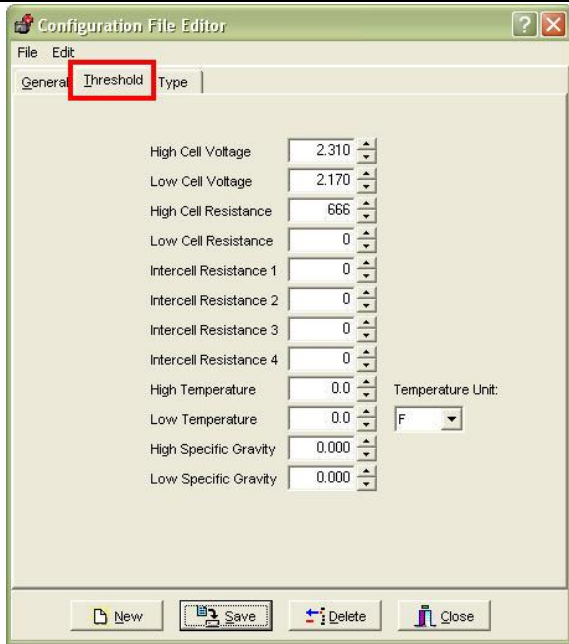 Configuration File Editor
File Edit
General Threshold Type
High Cell Voltage 2.310
Low Cell Voltage 2.170
High Cell Resistance 666
Low Cell Resistance 0
Intercell Resistance 1 0
Intercell Resistance 2 0
Intercell Resistance 3 0
Intercell Resistance 4 0
High Temperature 0.0 Temperature Unit:
Low Temperature 0.0 F
High Specific Gravity 0.000
Low Specific Gravity 0.000
New Save Delete Close